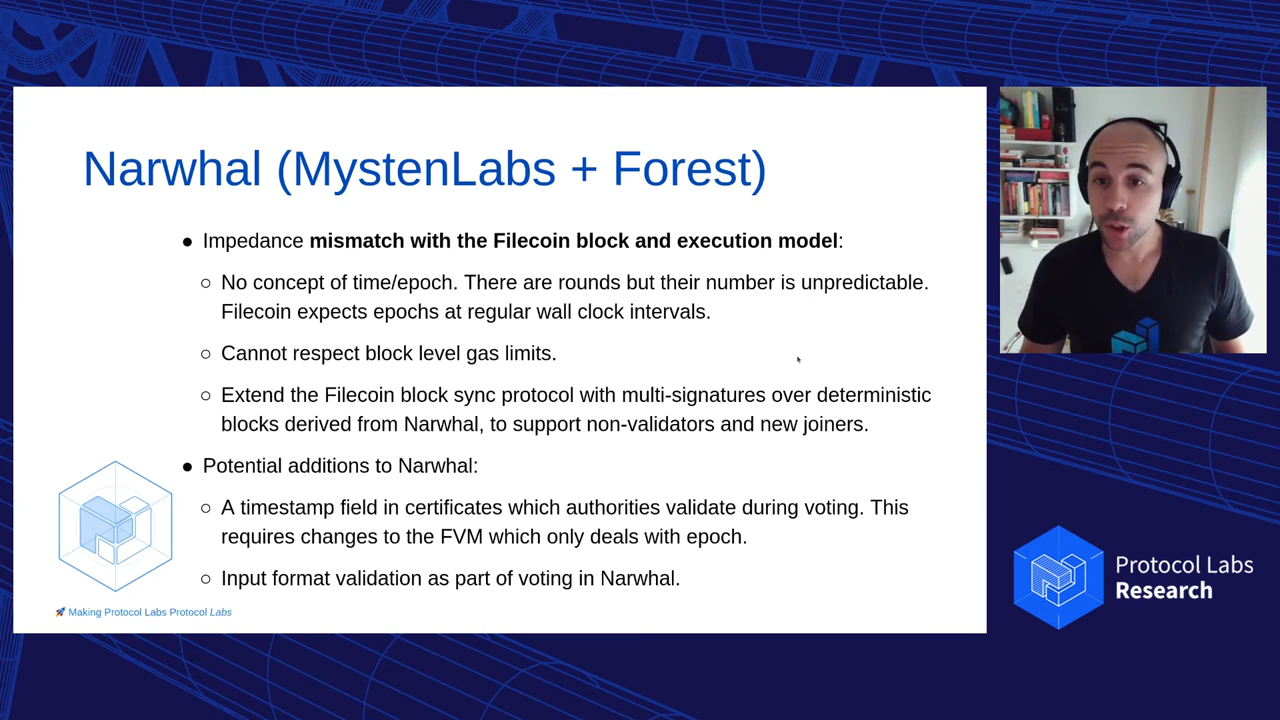 Narwhal (MystenLabs + Forest)
● Impedance mismatch with the Filecoin block and execution model:
○ No concept of time/epoch. There are rounds but their number is unpredictable.
Filecoin expects epochs at regular wall clock intervals.
○ Cannot respect block level gas limits.
○ Extend the Filecoin block sync protocol with multi-signatures over deterministic
blocks derived from Narwhal, to support non-validators and new joiners.
● Potential additions to Narwhal:
○ A timestamp field in certificates which authorities validate during voting. This
requires changes to the FVM which only deals with epoch.
○ Input format validation as part of voting in Narwhal.
🚀 Making Protocol Labs Protocol Labs
Protocol Labs
Research